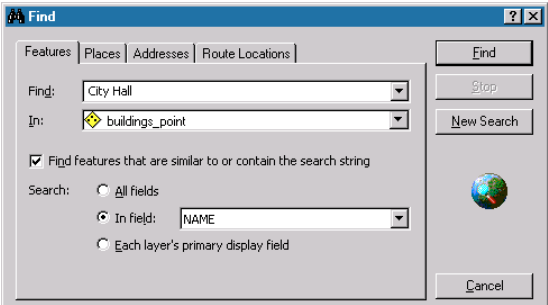 Find
Features Places Addresses Route Locations
Find: City Hall
In: buildings_point
Find features that are similar to or contain the search string
Search: All fields
In field: NAME
Each layer's primary display field
Find
Stop
New Search
Cancel